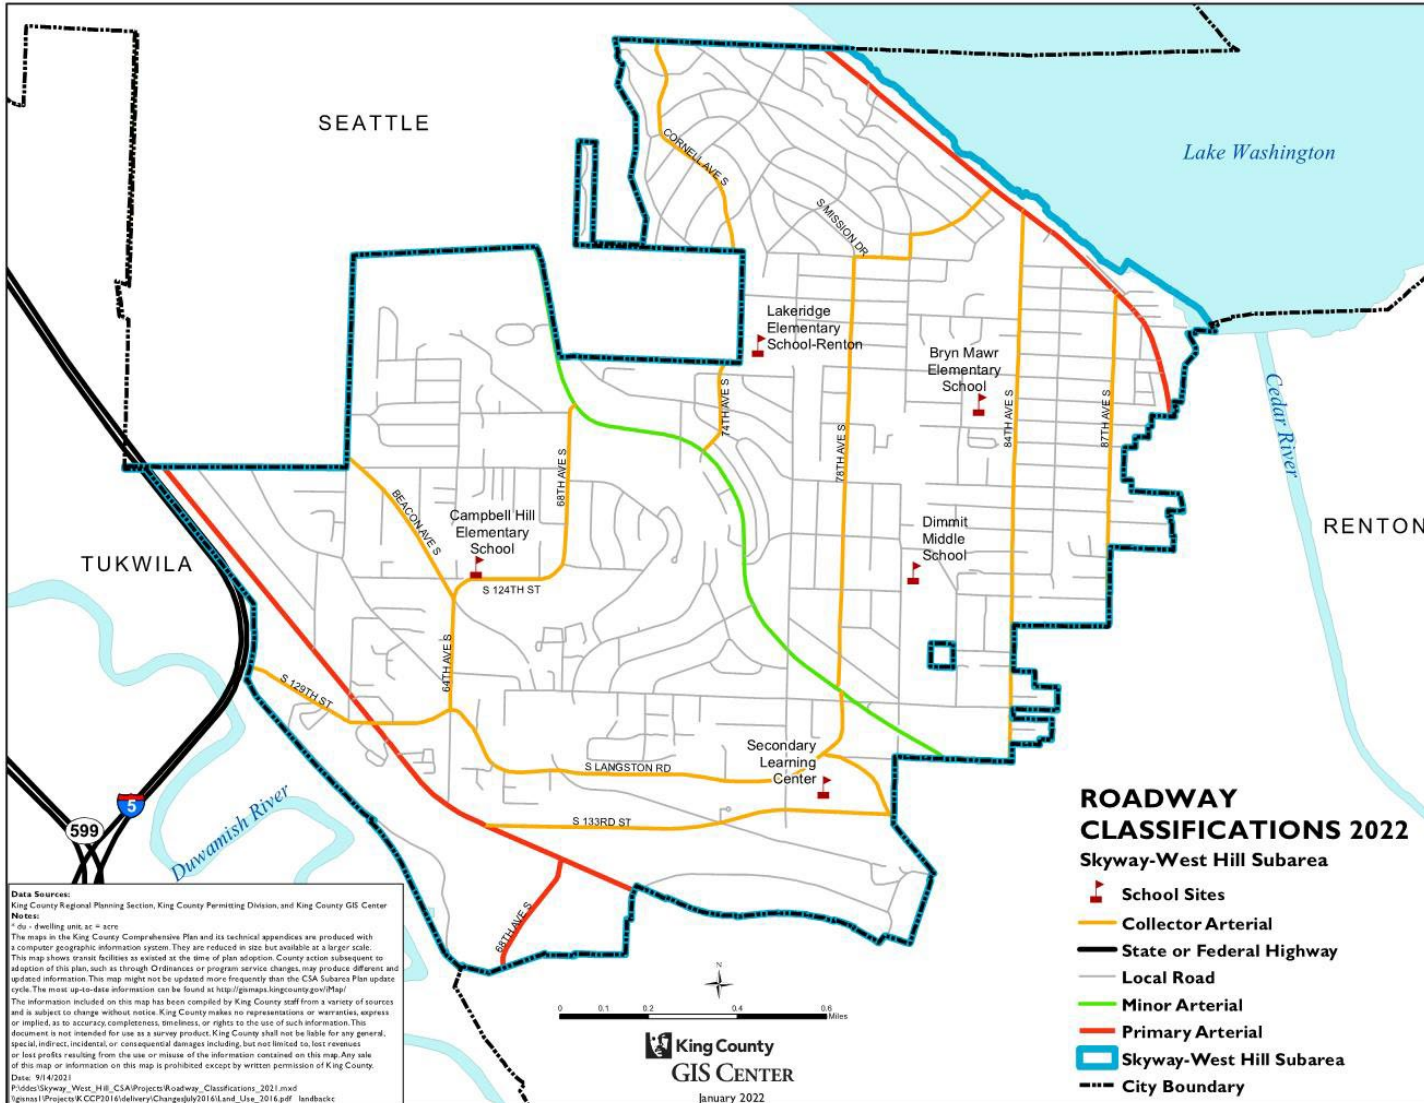 SEATTLE
Lake Washington
CORNELL AVE S
S MISSION DR
Lakeridge
Elementary
School-Renton
Bryn Mawr
Elementary
School
74TH AVE S
78TH AVE S
84TH AVE S
87TH AVE S
Cedar River
RENTON
BEACON AVE S
68TH AVE S
Campbell Hill
Elementary
School
S 124TH ST
Dimmit
Middle
School
TUKWILA
64TH AVE S
S 129TH ST
Secondary
Learning
Center
S LANGSTON RD
S 133RD ST
5
599
Duwamish River
68TH AVE S
ROADWAY
CLASSIFICATIONS 2022
Skyway-West Hill Subarea
School Sites
Collector Arterial
State or Federal Highway
Local Road
Minor Arterial
Primary Arterial
Skyway-West Hill Subarea
City Boundary
N
0 0.1 0.2 0.4 0.6
Miles
King County
GIS CENTER
January 2022
Data Sources:
King County Regional Planning Section, King County Permitting Division, and King County GIS Center
Notes:
* du - dwelling unit, ac = acre
The maps in the King County Comprehensive Plan and its technical appendices are produced with
a computer geographic information system. They are reduced in size but available at a larger scale.
This map shows transit facilities as existed at the time of plan adoption. County action subsequent to
adoption of this plan, such as through Ordinances or program service changes, may produce different and
updated information. This map might not be updated more frequently than the CSA Subarea Plan update
cycle. The most up-to-date information can be found at http://gismaps.kingcounty.gov/iMap/
The information included on this map has been compiled by King County staff from a variety of sources
and is subject to change without notice. King County makes no representations or warranties, express
or implied, as to accuracy, completeness, timeliness, or rights to the use of such information. This
document is not intended for use as a survey product. King County shall not be liable for any general,
special, indirect, incidental, or consequential damages including, but not limited to, lost revenues
or lost profits resulting from the use or misuse of the information contained on this map. Any sale
of this map or information on this map is prohibited except by written permission of King County.
Date: 9/14/2021
P:\ddes\Skyway_West_Hill_CSA\Projects\Roadway_Classifications_2021.mxd
\\gisnas1\Projects\KCCP2016\delivery\ChangesJuly2016\Land_Use_2016.pdf landbackc